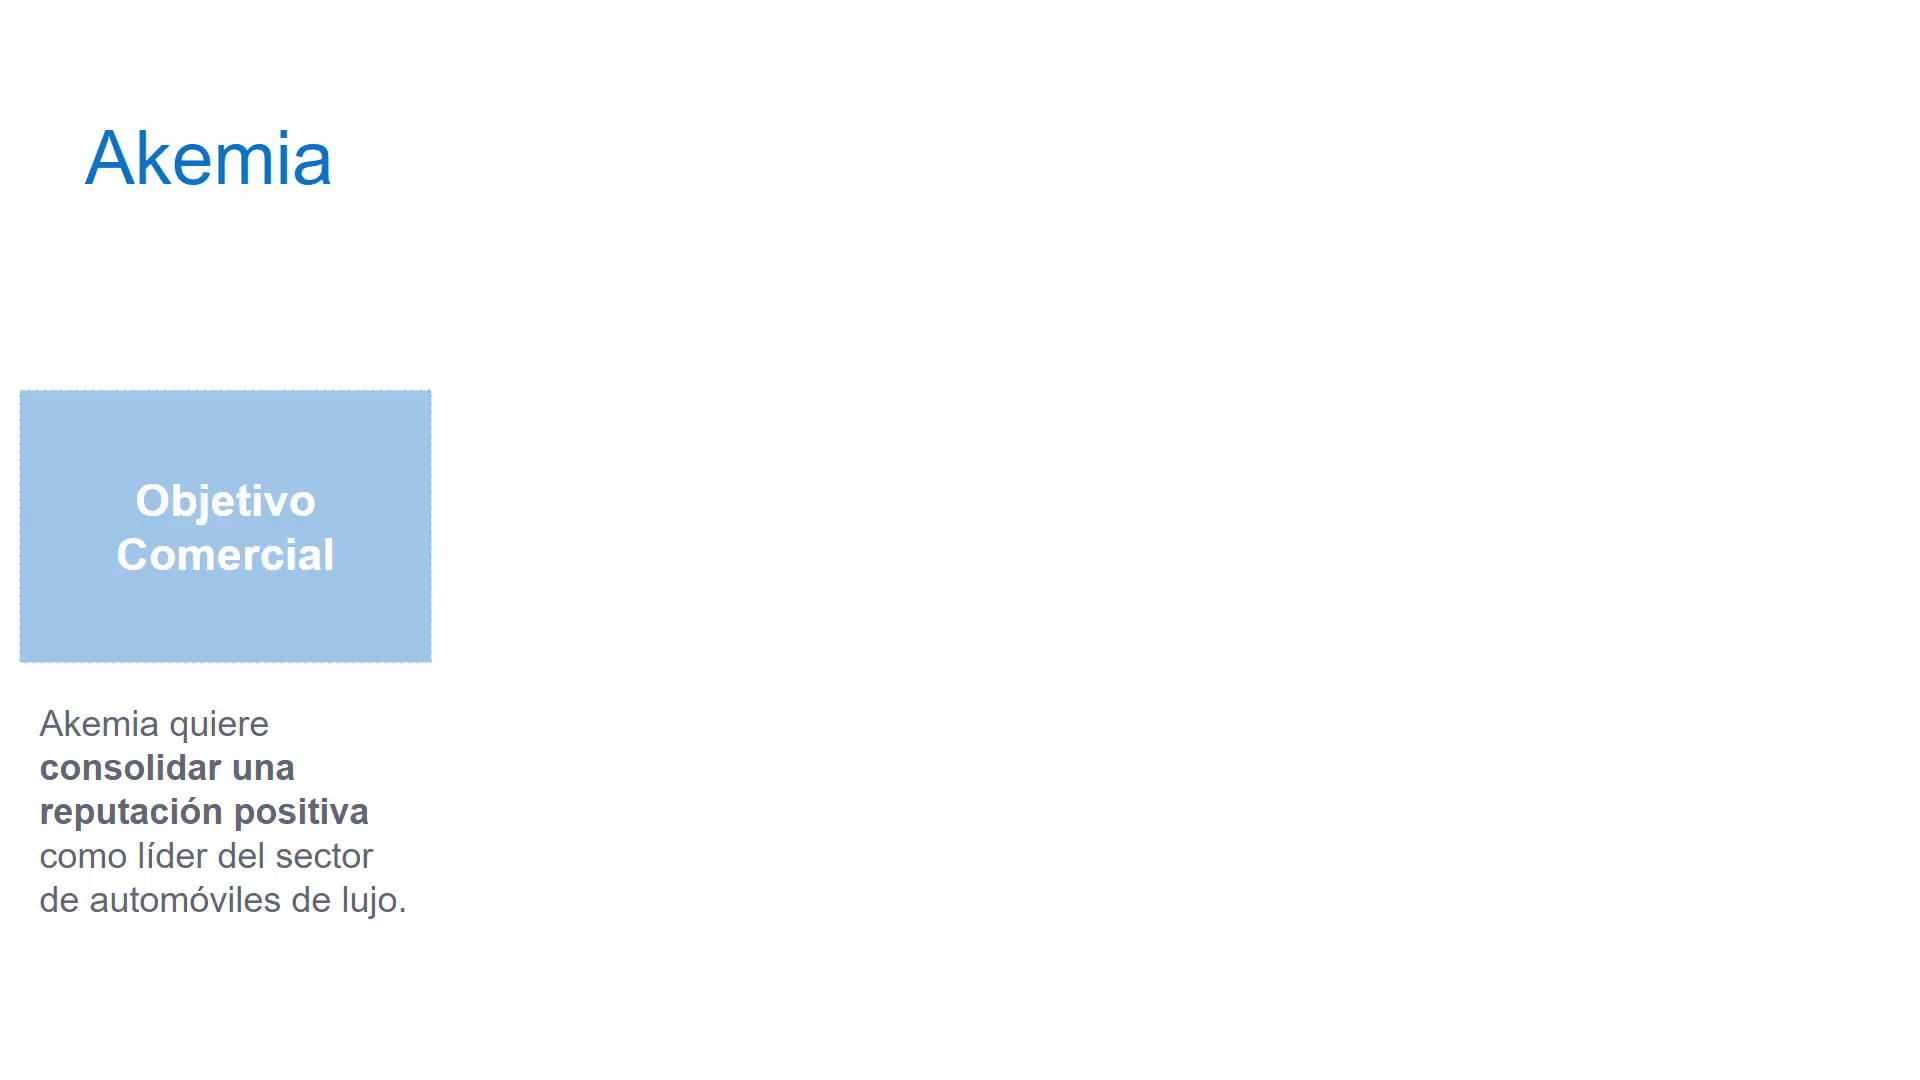 Akemia
Objetivo
Comercial
Akemia quiere
consolidar una
reputación positiva
como líder del sector
de automóviles de lujo.